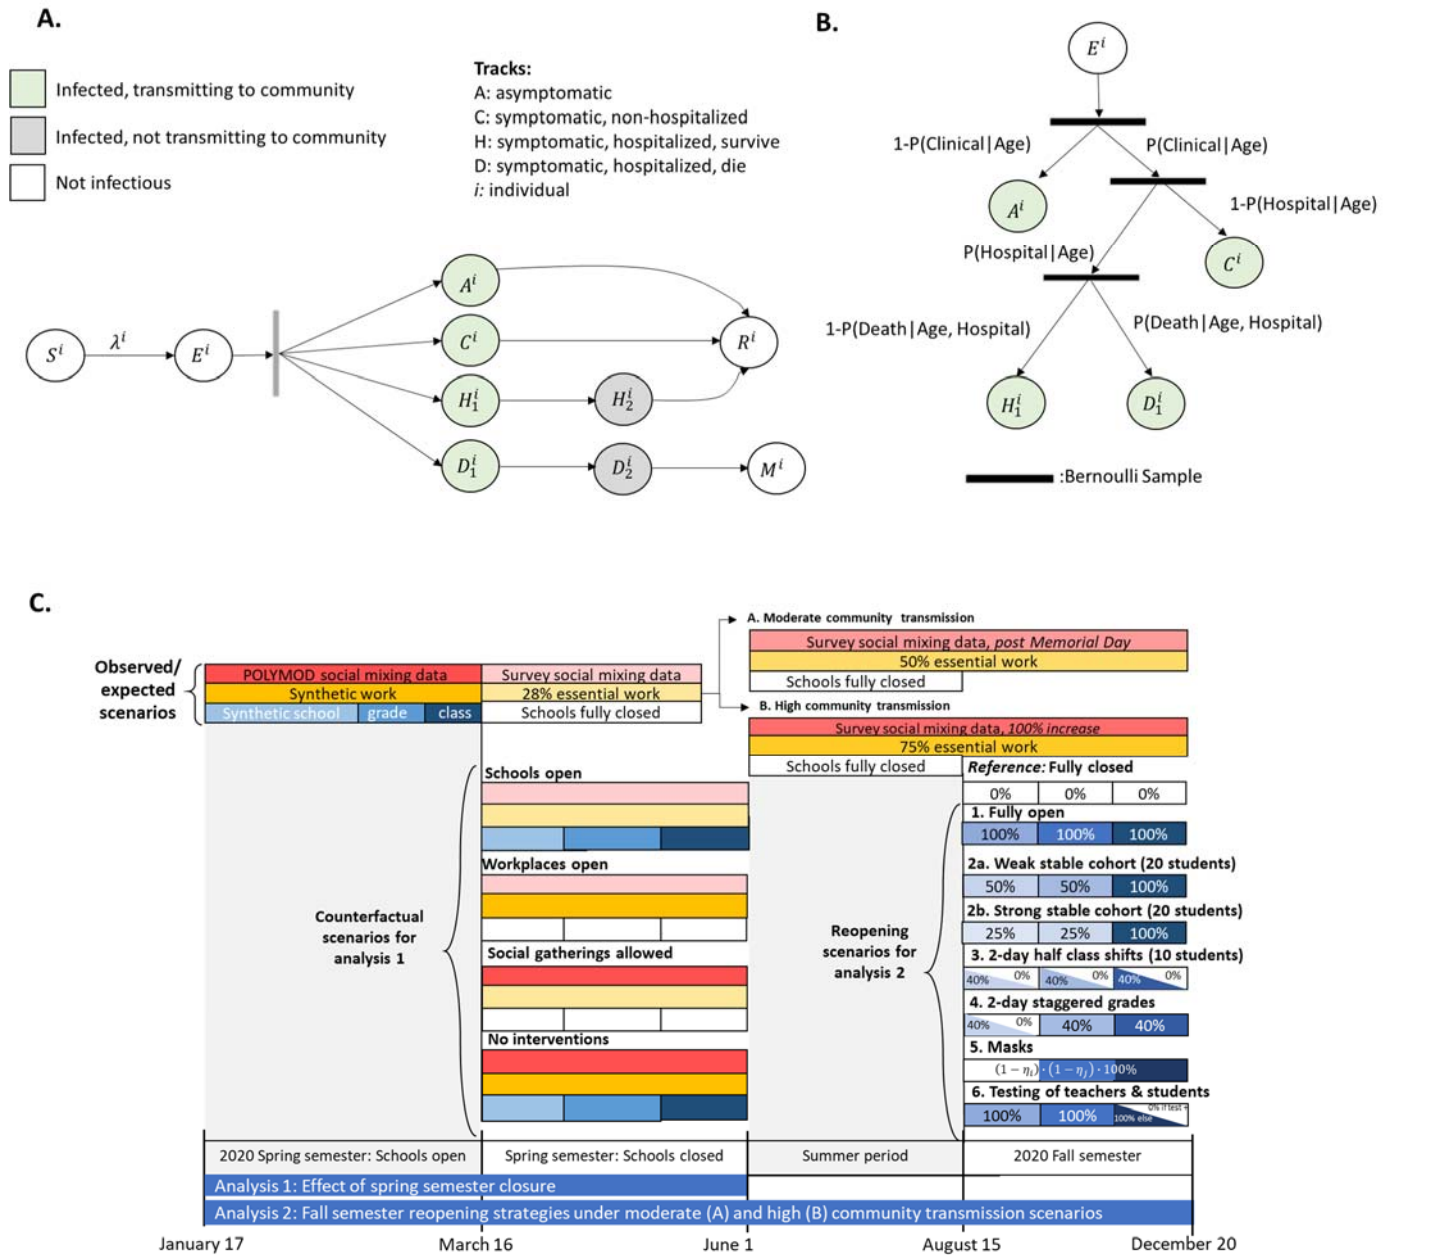 A.
Infected, transmitting to community
Infected, not transmitting to community
Not infectious
Tracks:
A: asymptomatic
C: symptomatic, non-hospitalized
H: symptomatic, hospitalized, survive
D: symptomatic, hospitalized, die
i: individual
S^i
λ^i
E^i
A^i
C^i
H_1^i
D_1^i
H_2^i
D_2^i
R^i
M^i
B.
E^i
1-P(Clinical|Age)
P(Clinical|Age)
A^i
1-P(Hospital|Age)
P(Hospital|Age)
C^i
1-P(Death|Age, Hospital)
P(Death|Age, Hospital)
H_1^i
D_1^i
:Bernoulli Sample
C.
Observed/
expected
scenarios
POLYMOD social mixing data
Synthetic work
Synthetic school
grade
class
Survey social mixing data
28% essential work
Schools fully closed
A. Moderate community transmission
Survey social mixing data, post Memorial Day
50% essential work
Schools fully closed
B. High community transmission
Survey social mixing data, 100% increase
75% essential work
Schools fully closed
Counterfactual
scenarios for
analysis 1
Schools open
Workplaces open
Social gatherings allowed
No interventions
Reopening
scenarios for
analysis 2
Reference: Fully closed
0% 0% 0%
1. Fully open
100% 100% 100%
2a. Weak stable cohort (20 students)
50% 50% 100%
2b. Strong stable cohort (20 students)
25% 25% 100%
3. 2-day half class shifts (10 students)
40% 0% 40% 0% 40% 0%
4. 2-day staggered grades
40% 0% 40% 40%
5. Masks
(1 − η_i) · (1 − η_j) · 100%
6. Testing of teachers & students
100% 100% 100% else 0% if test +
2020 Spring semester: Schools open
Spring semester: Schools closed
Summer period
2020 Fall semester
Analysis 1: Effect of spring semester closure
Analysis 2: Fall semester reopening strategies under moderate (A) and high (B) community transmission scenarios
January 17
March 16
June 1
August 15
December 20